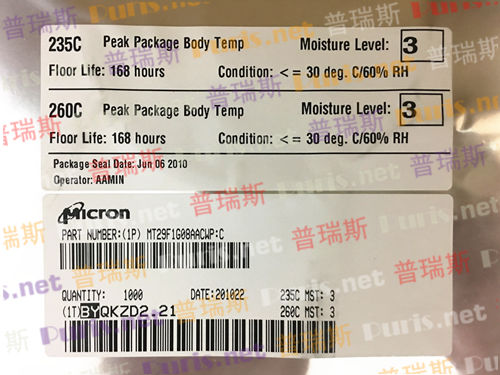 235C Peak Package Body Temp Moisture Level: 3
Floor Life: 168 hours Condition: <= 30 deg. C/60% RH
260C Peak Package Body Temp Moisture Level: 3
Floor Life: 168 hours Condition: <= 30 deg. C/60% RH
Package Seal Date: Jun 06 2010
Operator: AAMIN
Micron
PART NUMBER:(1P) MT29F1G08AACWP:C
QUANTITY: 1000 DATE:201022 235C MST: 3
(1T)BYQKZD2.21 260C MST: 3
普瑞斯 Puris.net